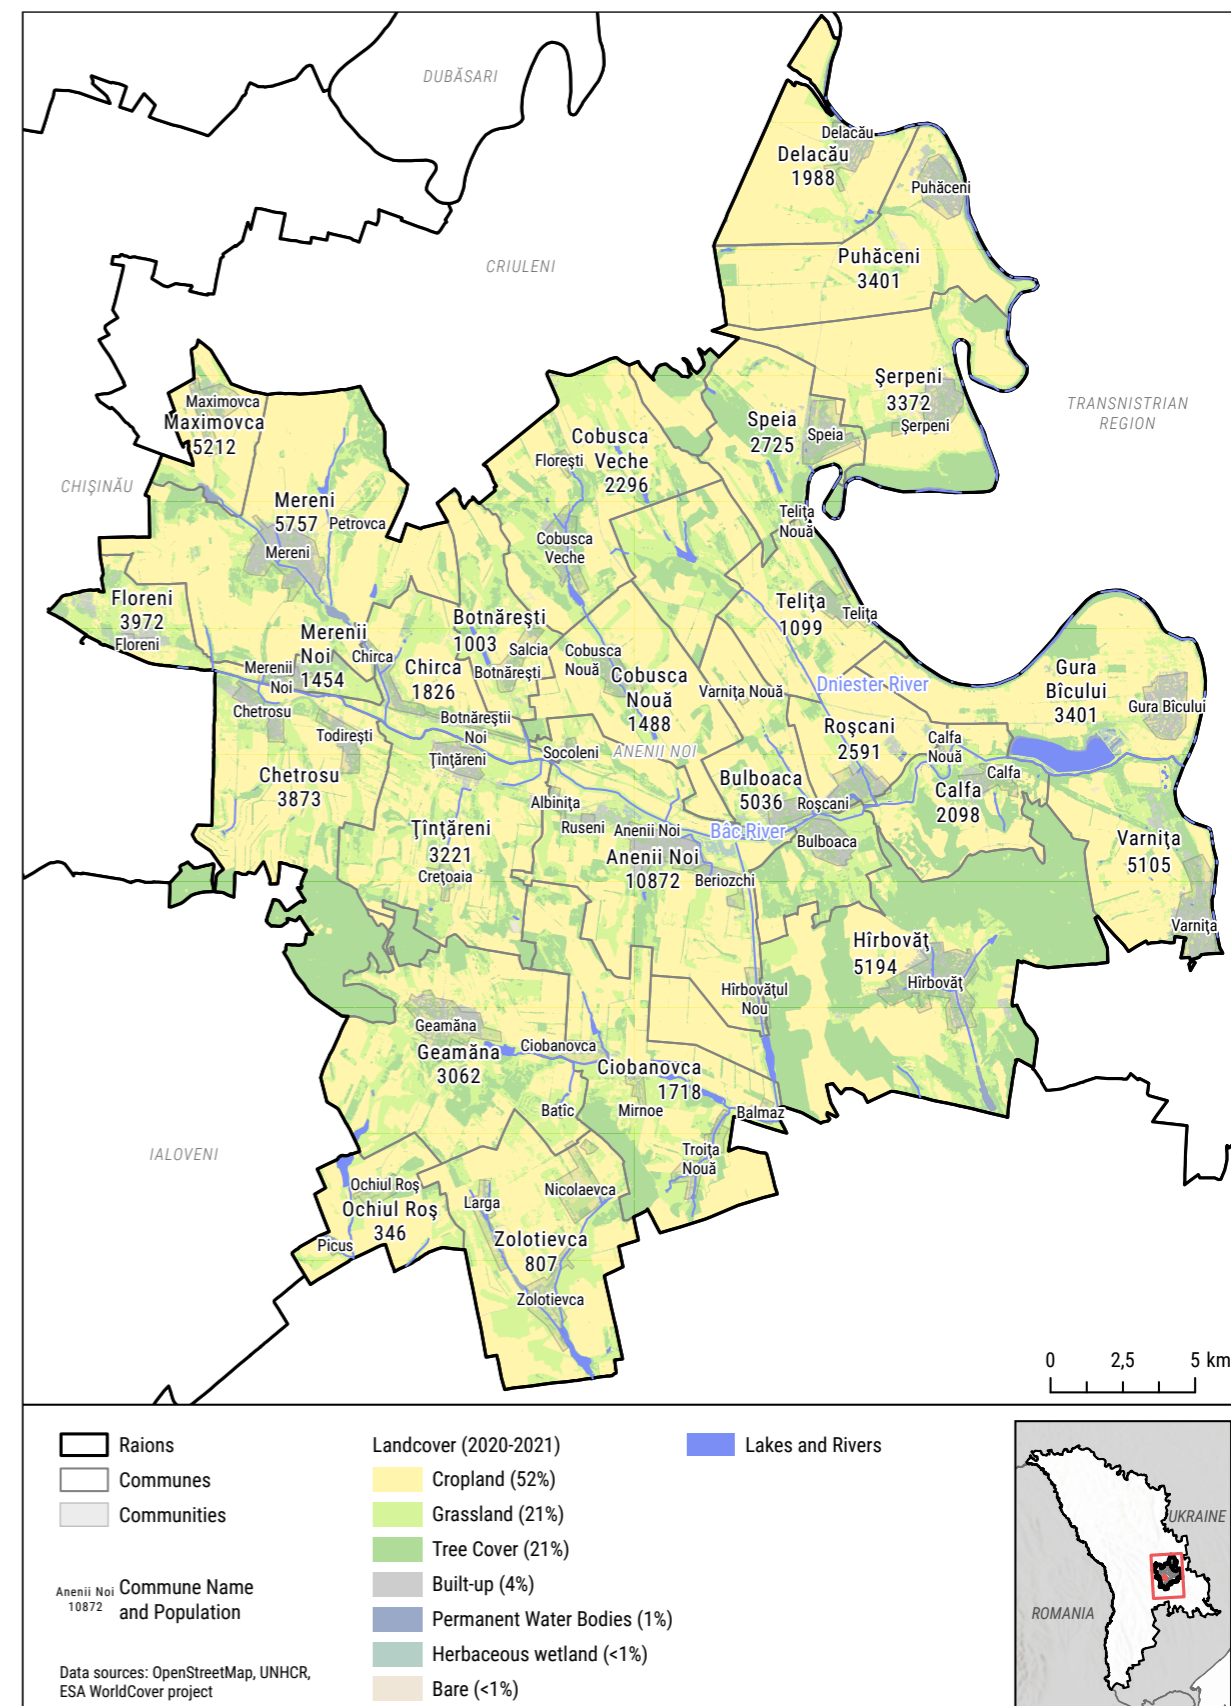 DUBĂSARI
Delacău
Delacău
1988
Puhăceni
Puhăceni
3401
CRIULENI
Şerpeni
3372
Şerpeni
TRANSNISTRIAN
REGION
Maximovca
Maximovca
5212
Speia
2725
Speia
Cobusca
Veche
2296
Floreşti
CHIŞINĂU
Mereni
5757
Petrovca
Mereni
Cobusca
Veche
Teliţa
Nouă
Floreni
3972
Floreni
Teliţa
1099
Teliţa
Botnăreşti
1003
Salcia
Botnăreşti
Merenii
Noi
1454
Chirca
Chirca
1826
Cobusca
Nouă
Cobusca
Nouă
1488
Merenii
Noi
Varniţa Nouă
Dniester River
Gura
Bîcului
3401
Gura Bîcului
Chetrosu
Todireşti
Botnăreştii
Noi
Roşcani
2591
Calfa
Nouă
Ţînţăreni
Socoleni
ANENII NOI
Chetrosu
3873
Bulboaca
5036
Roşcani
Calfa
Calfa
2098
Albiniţa
Ruseni
Anenii Noi
Bâc River
Bulboaca
Ţînţăreni
3221
Creţoaia
Anenii Noi
10872
Beriozchi
Varniţa
5105
Varniţa
Hîrbovăţ
5194
Hîrbovăţ
Hîrbovăţul
Nou
Geamăna
Geamăna
3062
Ciobanovca
Ciobanovca
1718
Batîc
Mirnoe
Balmaz
IALOVENI
Troiţa
Nouă
Ochiul Roş
Ochiul Roş
346
Larga
Nicolaevca
Picus
Zolotievca
807
Zolotievca
0 2,5 5 km
Raions
Communes
Communities
Anenii Noi
10872
Commune Name
and Population
Data sources: OpenStreetMap, UNHCR,
ESA WorldCover project
Landcover (2020-2021)
Cropland (52%)
Grassland (21%)
Tree Cover (21%)
Built-up (4%)
Permanent Water Bodies (1%)
Herbaceous wetland (<1%)
Bare (<1%)
Lakes and Rivers
UKRAINE
ROMANIA